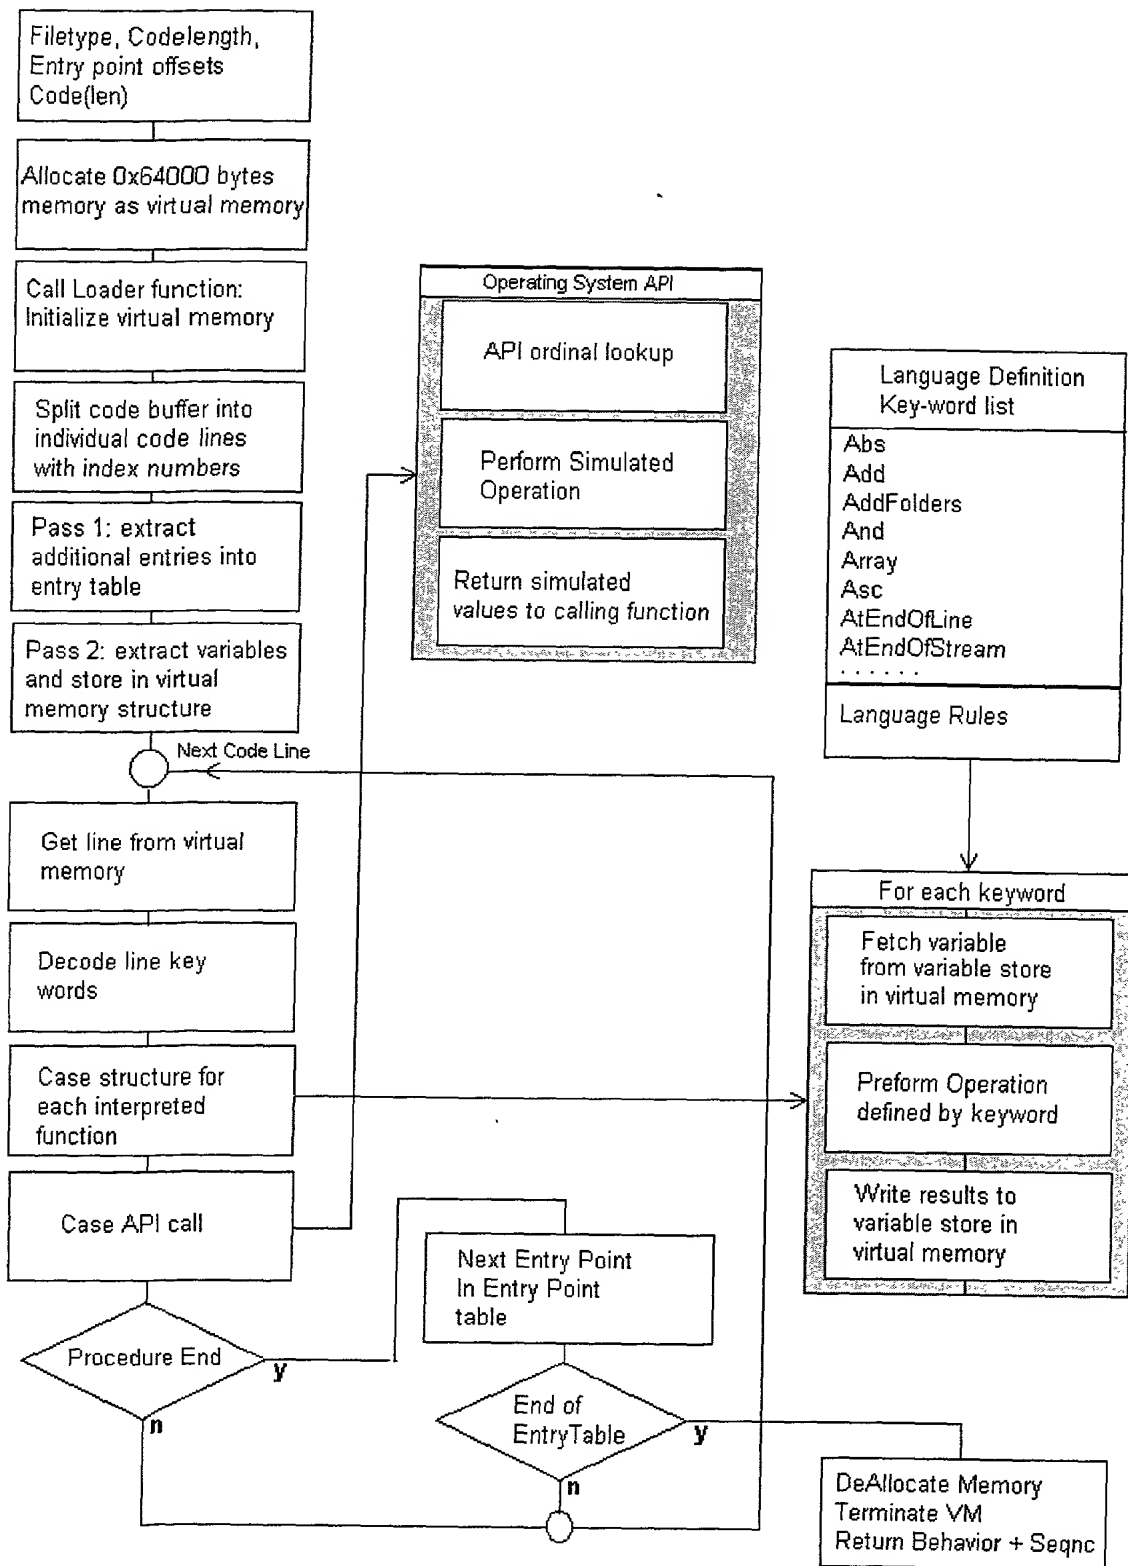 Filetype, Codelength,
Entry point offsets
Code(len)
Allocate 0x64000 bytes
memory as virtual memory
Call Loader function:
Initialize virtual memory
Split code buffer into
individual code lines
with index numbers
Pass 1: extract
additional entries into
entry table
Pass 2: extract variables
and store in virtual
memory structure
Next Code Line
Get line from virtual
memory
Decode line key
words
Case structure for
each interpreted
function
Case API call
Procedure End
y
n
Operating System API
API ordinal lookup
Perform Simulated
Operation
Return simulated
values to calling function
Next Entry Point
In Entry Point
table
End of
EntryTable
y
n
Language Definition
Key-word list
Abs
Add
AddFolders
And
Array
Asc
AtEndOfLine
AtEndOfStream
. . . . . .
Language Rules
For each keyword
Fetch variable
from variable store
in virtual memory
Preform Operation
defined by keyword
Write results to
variable store in
virtual memory
DeAllocate Memory
Terminate VM
Return Behavior + Seqnc